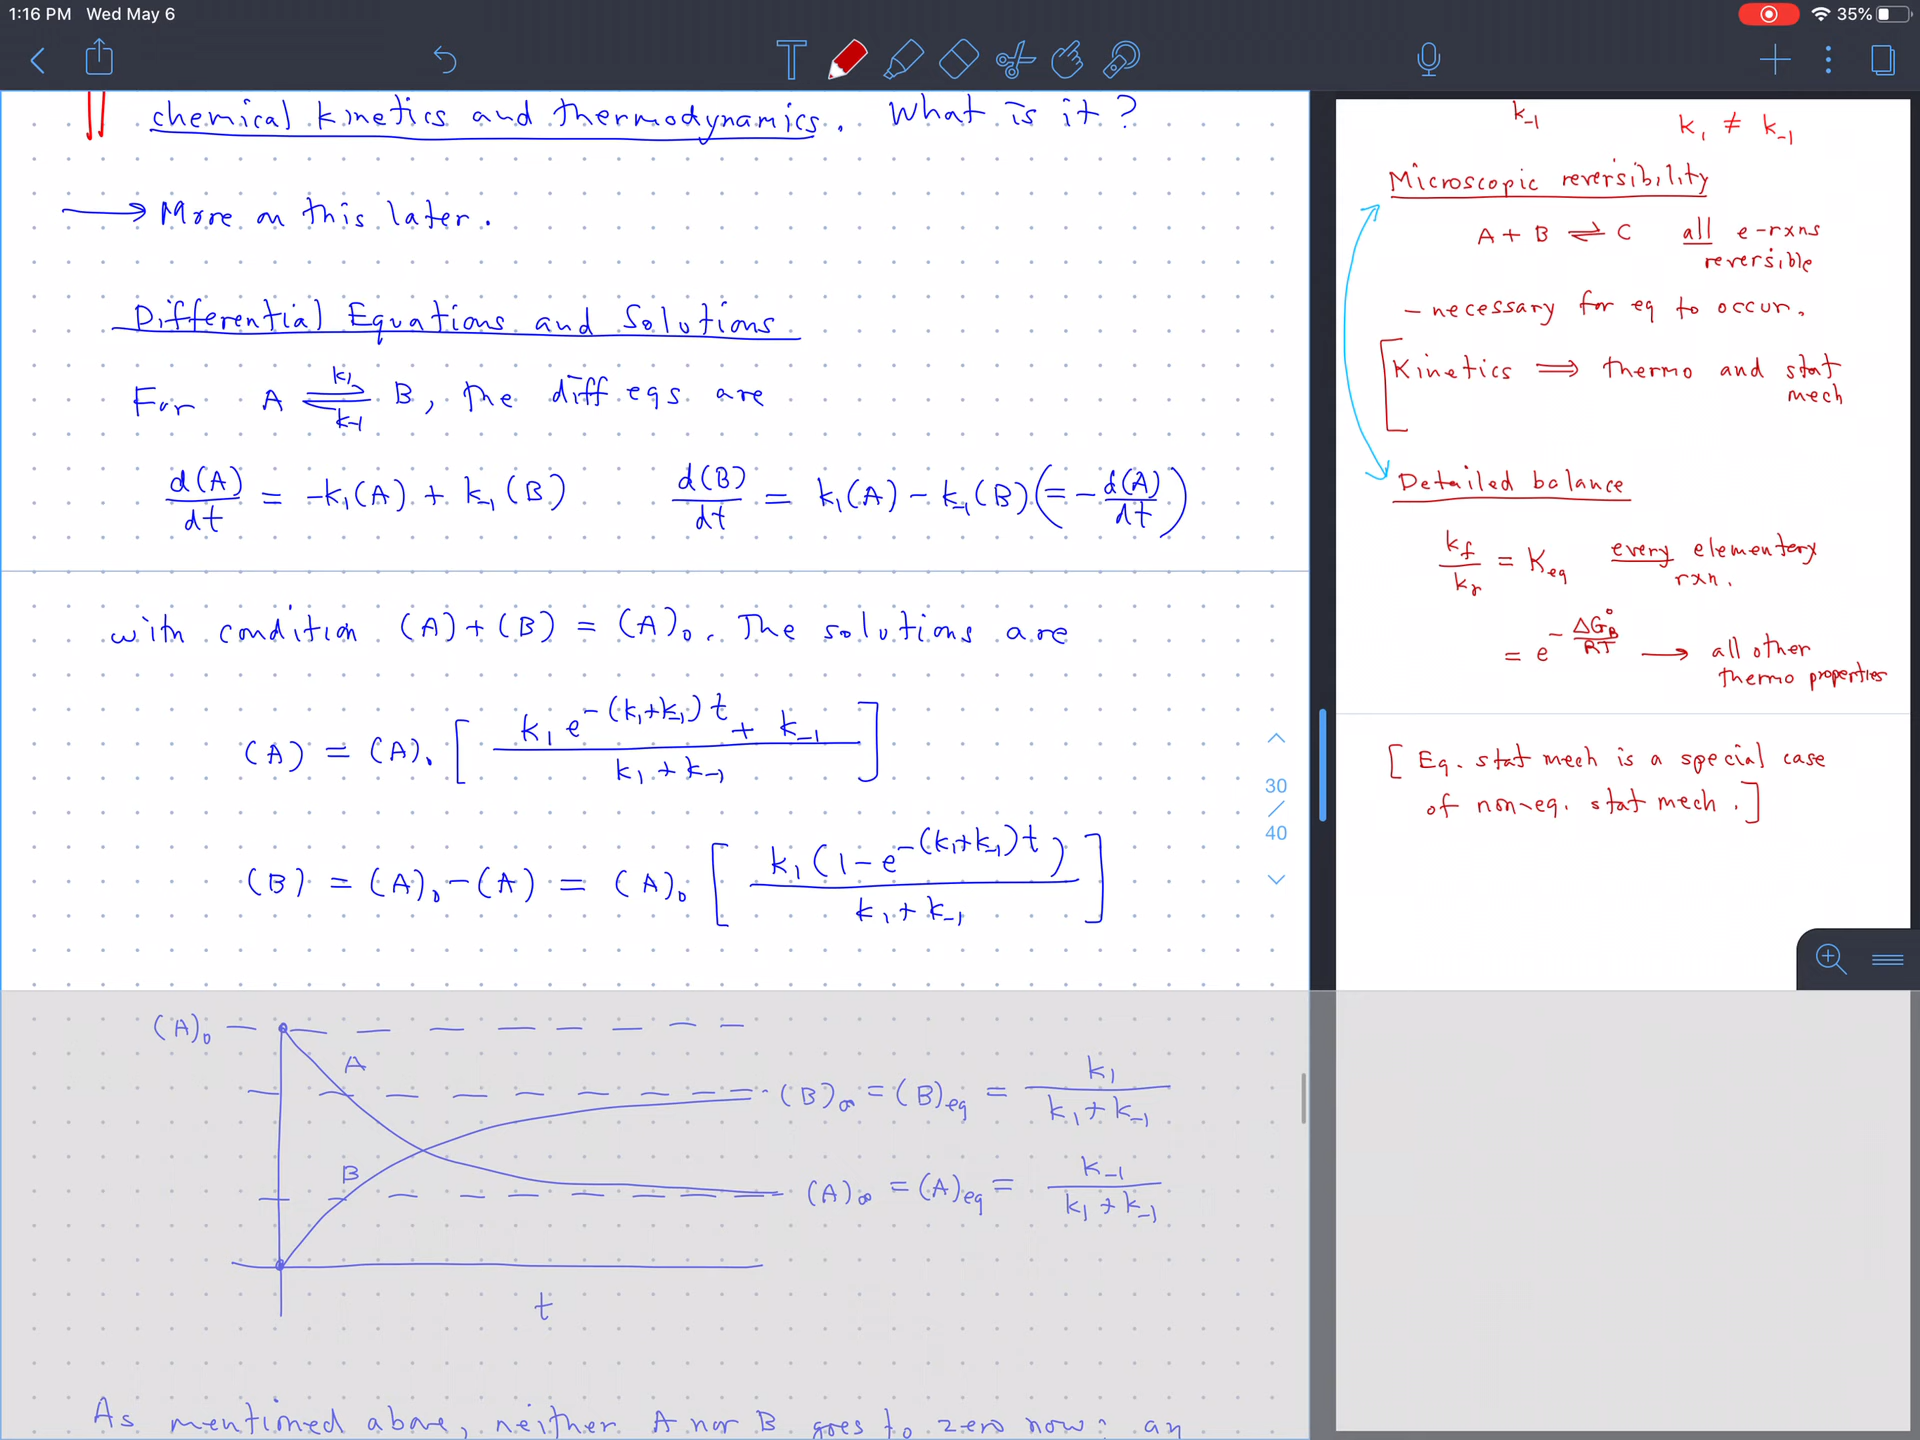 1:16 PM Wed May 6
35%
T
chemical kinetics and thermodynamics. What is it?
→ More on this later.
Differential Equations and Solutions
For A ⇌ B, the diff eqs are
k₁
k₋₁
d(A)/dt = -k₁(A) + k₋₁(B) d(B)/dt = k₁(A) - k₋₁(B) (= - d(A)/dt)
with condition (A)+(B) = (A)₀. The solutions are
(A) = (A)₀ [ (k₁ e^-(k₁+k₋₁)t + k₋₁) / (k₁ + k₋₁) ]
30
/
40
(B) = (A)₀ - (A) = (A)₀ [ k₁(1 - e^-(k₁+k₋₁)t) / (k₁ + k₋₁) ]
(A)₀
A
(B)∞ = (B)eq = k₁ / (k₁ + k₋₁)
B
(A)∞ = (A)eq = k₋₁ / (k₁ + k₋₁)
t
As mentioned above, neither A nor B goes to zero now: an
k₋₁ k₁ ≠ k₋₁
Microscopic reversibility
A + B ⇌ C all e-rxns
reversible
- necessary for eq to occur.
[Kinetics ⟹ thermo and stat
mech
Detailed balance
kf/kr = Keq every elementary
rxn.
= e^-ΔG°R/RT → all other
thermo properties
[ Eq. stat mech is a special case
of non-eq. stat mech. ]